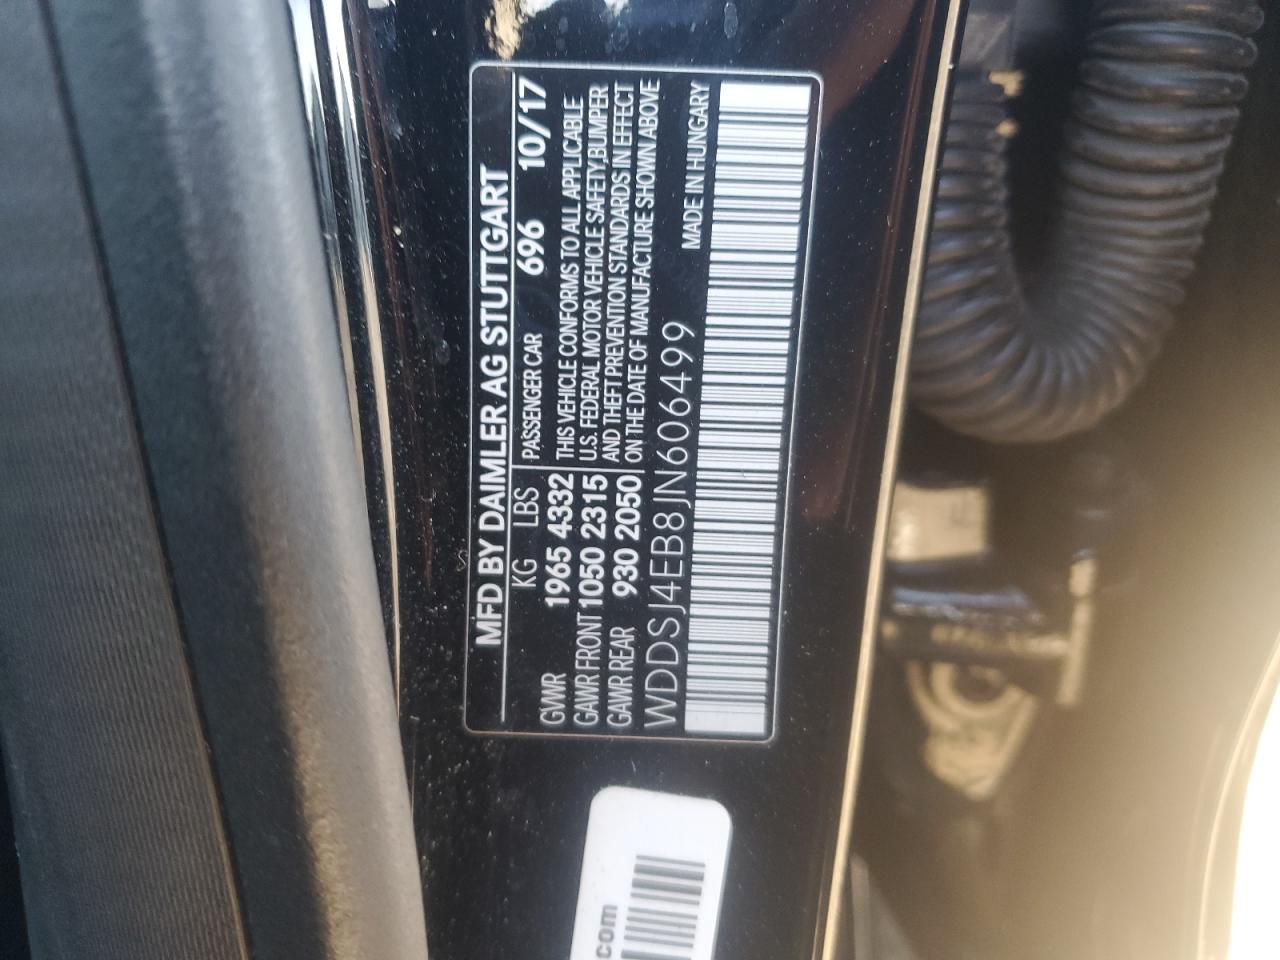 MFD BY DAIMLER AG STUTTGART
KG LBS PASSENGER CAR 696 10/17
GVWR 1965 4332 THIS VEHICLE CONFORMS TO ALL APPLICABLE
GAWR FRONT 1050 2315 U.S. FEDERAL MOTOR VEHICLE SAFETY,BUMPER
AND THEFT PREVENTION STANDARDS IN EFFECT
GAWR REAR 930 2050 ON THE DATE OF MANUFACTURE SHOWN ABOVE
WDDSJ4EB8JN606499 MADE IN HUNGARY
.com